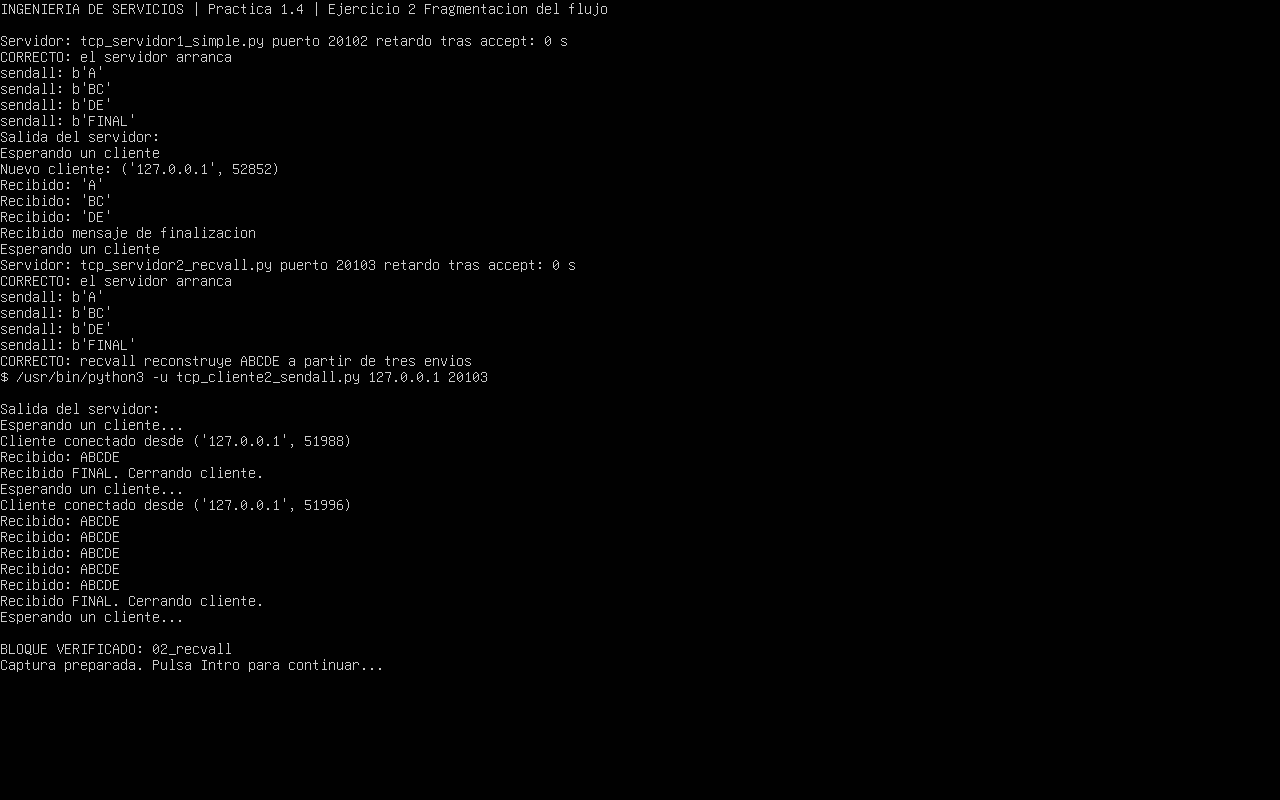 INGENIERIA DE SERVICIOS | Practica 1.4 | Ejercicio 2 Fragmentacion del flujo
Servidor: tcp_servidor1_simple.py puerto 20102 retardo tras accept: 0 s
CORRECTO: el servidor arranca
sendall: b'A'
sendall: b'BC'
sendall: b'DE'
sendall: b'FINAL'
Salida del servidor:
Esperando un cliente
Nuevo cliente: ('127.0.0.1', 52852)
Recibido: 'A'
Recibido: 'BC'
Recibido: 'DE'
Recibido mensaje de finalizacion
Esperando un cliente
Servidor: tcp_servidor2_recvall.py puerto 20103 retardo tras accept: 0 s
CORRECTO: el servidor arranca
sendall: b'A'
sendall: b'BC'
sendall: b'DE'
sendall: b'FINAL'
CORRECTO: recvall reconstruye ABCDE a partir de tres envios
$ /usr/bin/python3 -u tcp_cliente2_sendall.py 127.0.0.1 20103
Salida del servidor:
Esperando un cliente...
Cliente conectado desde ('127.0.0.1', 51988)
Recibido: ABCDE
Recibido FINAL. Cerrando cliente.
Esperando un cliente...
Cliente conectado desde ('127.0.0.1', 51996)
Recibido: ABCDE
Recibido: ABCDE
Recibido: ABCDE
Recibido: ABCDE
Recibido: ABCDE
Recibido FINAL. Cerrando cliente.
Esperando un cliente...
BLOQUE VERIFICADO: 02_recvall
Captura preparada. Pulsa Intro para continuar...